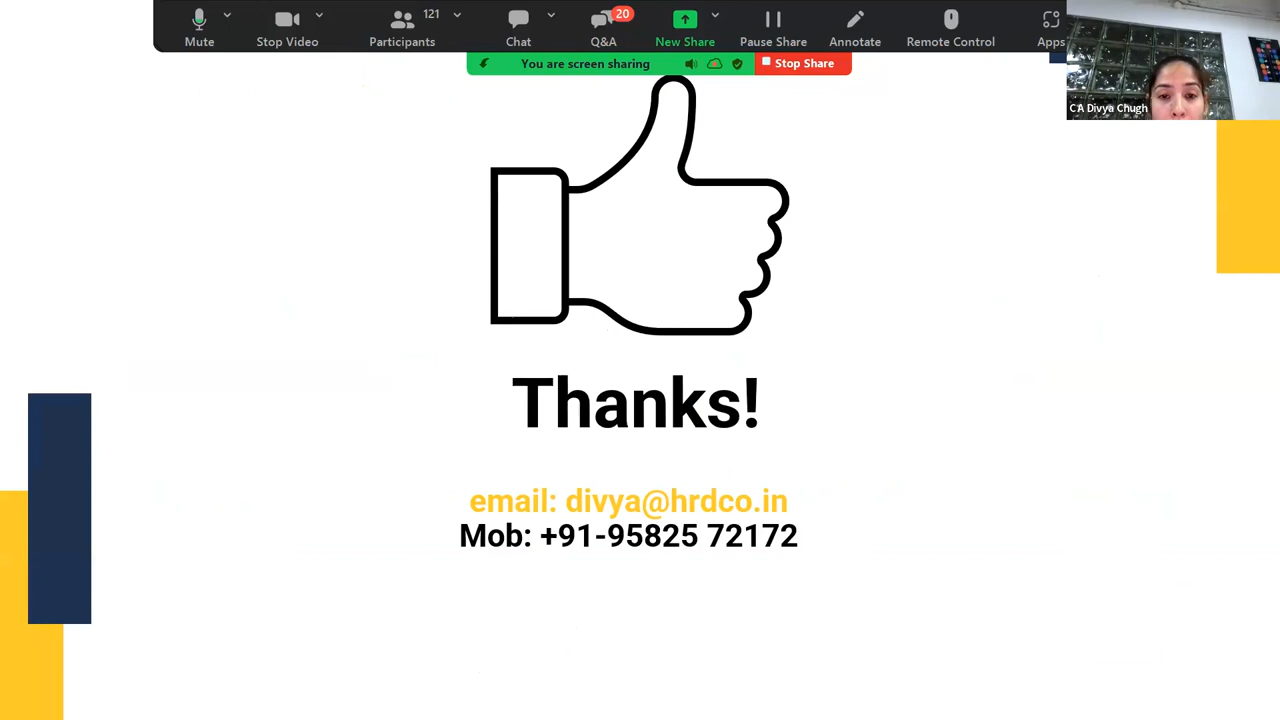 121
20
Mute
Stop Video
Participants
Chat
Q&A
New Share
Pause Share
Annotate
Remote Control
Apps
You are screen sharing
Stop Share
CA Divya Chugh
Thanks!
email: divya@hrdco.in
Mob: +91-95825 72172